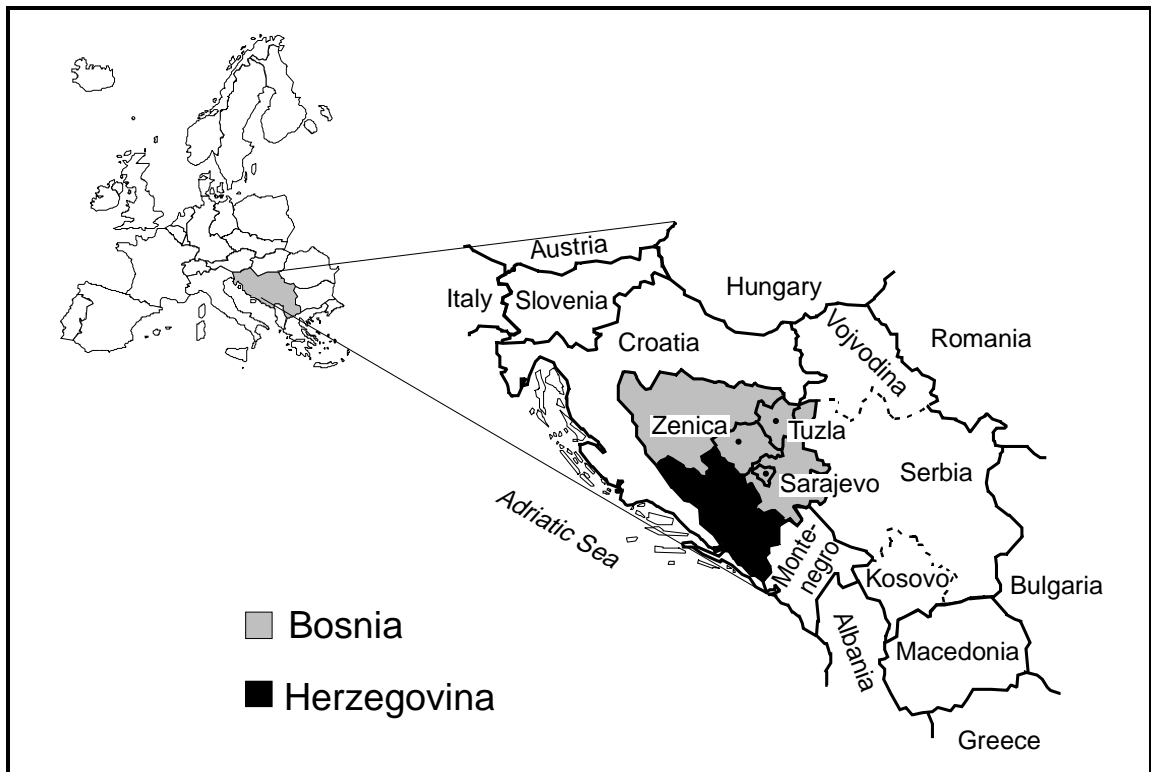 Austria
Italy
Slovenia
Hungary
Croatia
Vojvodina
Romania
Zenica
Tuzla
Sarajevo
Serbia
Adriatic Sea
Monte-
negro
Kosovo
Bulgaria
Albania
Macedonia
Greece
Bosnia
Herzegovina